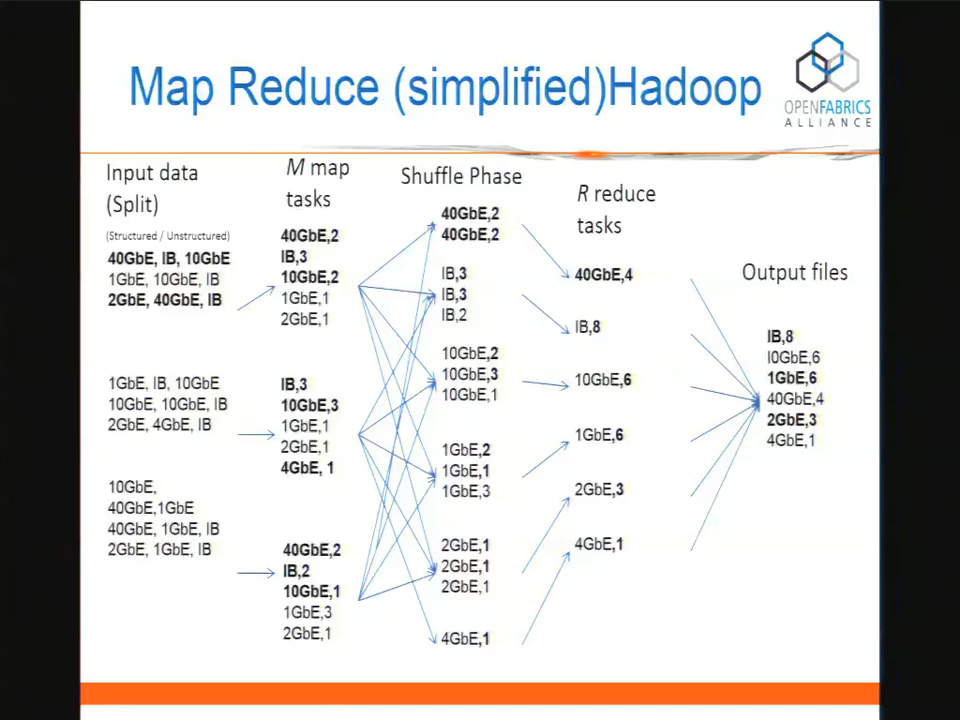 Map Reduce (simplified)Hadoop
OPENFABRICS
ALLIANCE
Input data
(Split)
(Structured / Unstructured)
40GbE, IB, 10GbE
1GbE, 10GbE, IB
2GbE, 40GbE, IB
1GbE, IB, 10GbE
10GbE, 10GbE, IB
2GbE, 4GbE, IB
10GbE,
40GbE,1GbE
40GbE, 1GbE, IB
2GbE, 1GbE, IB
M map
tasks
40GbE,2
IB,3
10GbE,2
1GbE,1
2GbE,1
IB,3
10GbE,3
1GbE,1
2GbE,1
4GbE, 1
40GbE,2
IB,2
10GbE,1
1GbE,3
2GbE,1
Shuffle Phase
40GbE,2
40GbE,2
IB,3
IB,3
IB,2
10GbE,2
10GbE,3
10GbE,1
1GbE,2
1GbE,1
1GbE,3
2GbE,1
2GbE,1
2GbE,1
4GbE,1
R reduce
tasks
40GbE,4
IB,8
10GbE,6
1GbE,6
2GbE,3
4GbE,1
Output files
IB,8
I0GbE,6
1GbE,6
40GbE,4
2GbE,3
4GbE,1